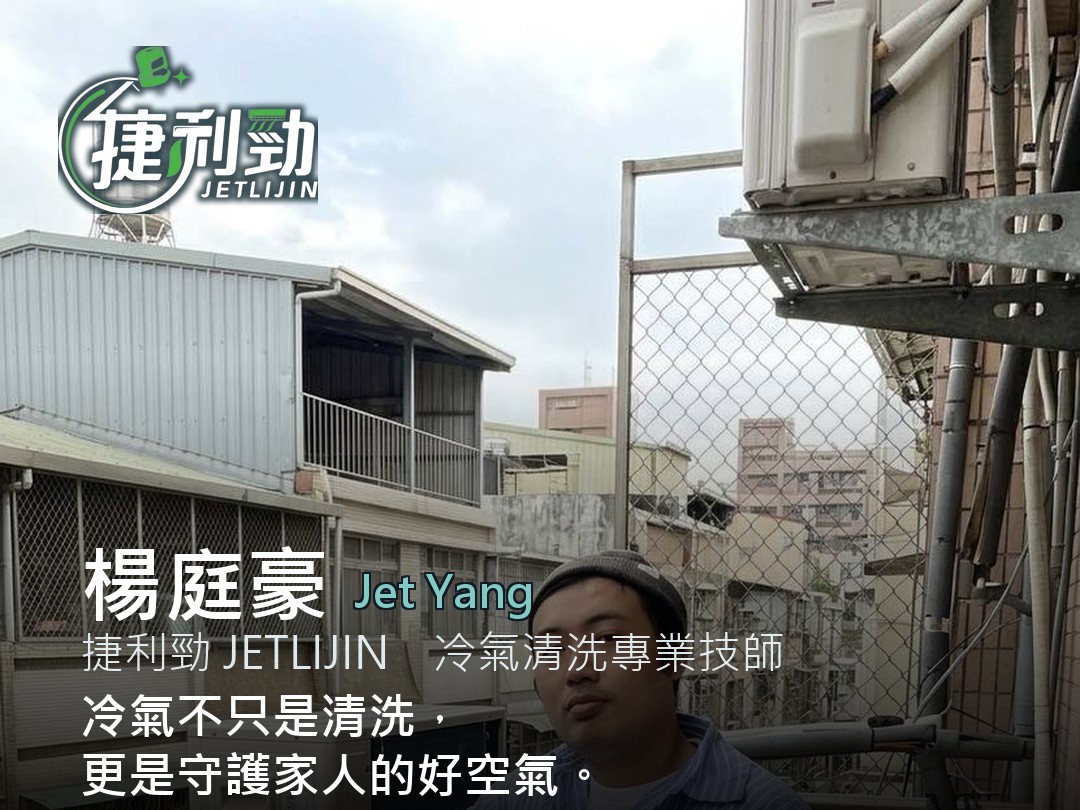 捷利勁
JETLIJIN
楊庭豪 Jet Yang
捷利勁 JETLIJIN　冷氣清洗專業技師
冷氣不只是清洗，
更是守護家人的好空氣。